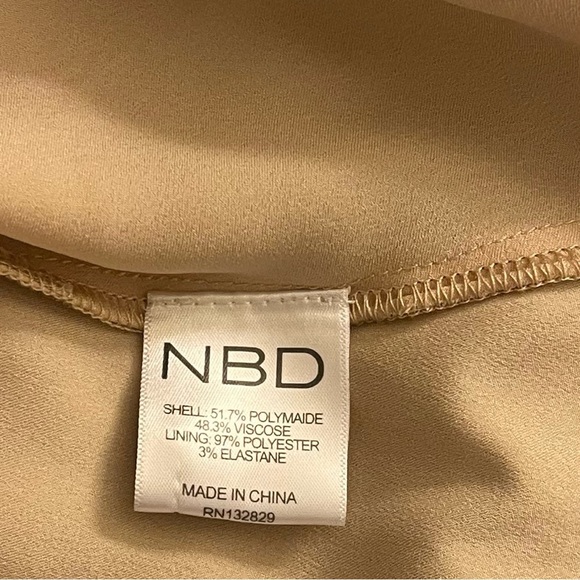 NBD
SHELL: 51.7% POLYMAIDE
48.3% VISCOSE
LINING: 97% POLYESTER
3% ELASTANE
MADE IN CHINA
RN132829